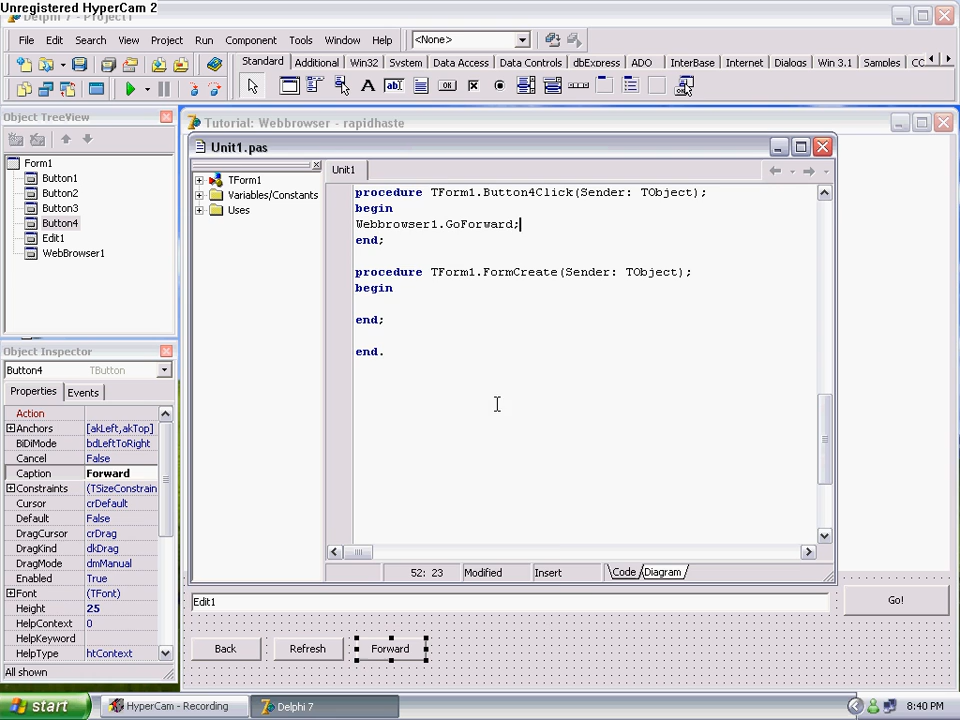 Unregistered HyperCam 2
Delphi 7 - Project1
File Edit Search View Project Run Component Tools Window Help <None>
Standard Additional Win32 System Data Access Data Controls dbExpress ADO InterBase Internet Dialogs Win 3.1 Samples
Object TreeView
Form1
Button1
Button2
Button3
Button4
Edit1
WebBrowser1
Tutorial: Webbrowser - rapidhaste
Unit1.pas
TForm1
Variables/Constants
Uses
Unit1
procedure TForm1.Button4Click(Sender: TObject);
begin
Webbrowser1.GoForward;
end;
procedure TForm1.FormCreate(Sender: TObject);
begin
end;
end.
52: 23 Modified Insert Code Diagram
Object Inspector
Button4 TButton
Properties Events
Action
Anchors [akLeft,akTop]
BiDiMode bdLeftToRight
Cancel False
Caption Forward
Constraints (TSizeConstrain
Cursor crDefault
Default False
DragCursor crDrag
DragKind dkDrag
DragMode dmManual
Enabled True
Font (TFont)
Height 25
HelpContext 0
HelpKeyword
HelpType htContext
All shown
Edit1
Go!
Back Refresh Forward
start HyperCam - Recording Delphi 7 8:40 PM